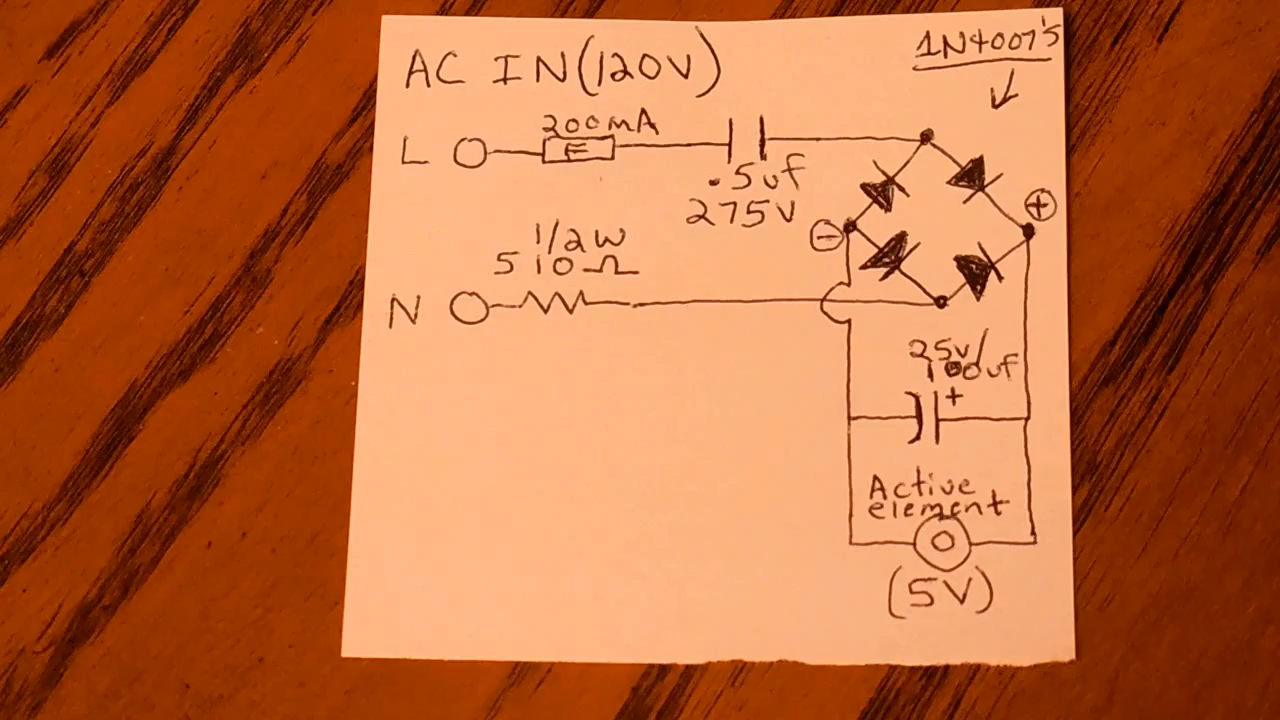 AC IN(120V)
1N4007's
200mA
L
F
.5uf
275V
+
−
1/2W
510Ω
N
25v/
100uf
+
Active
element
(5V)